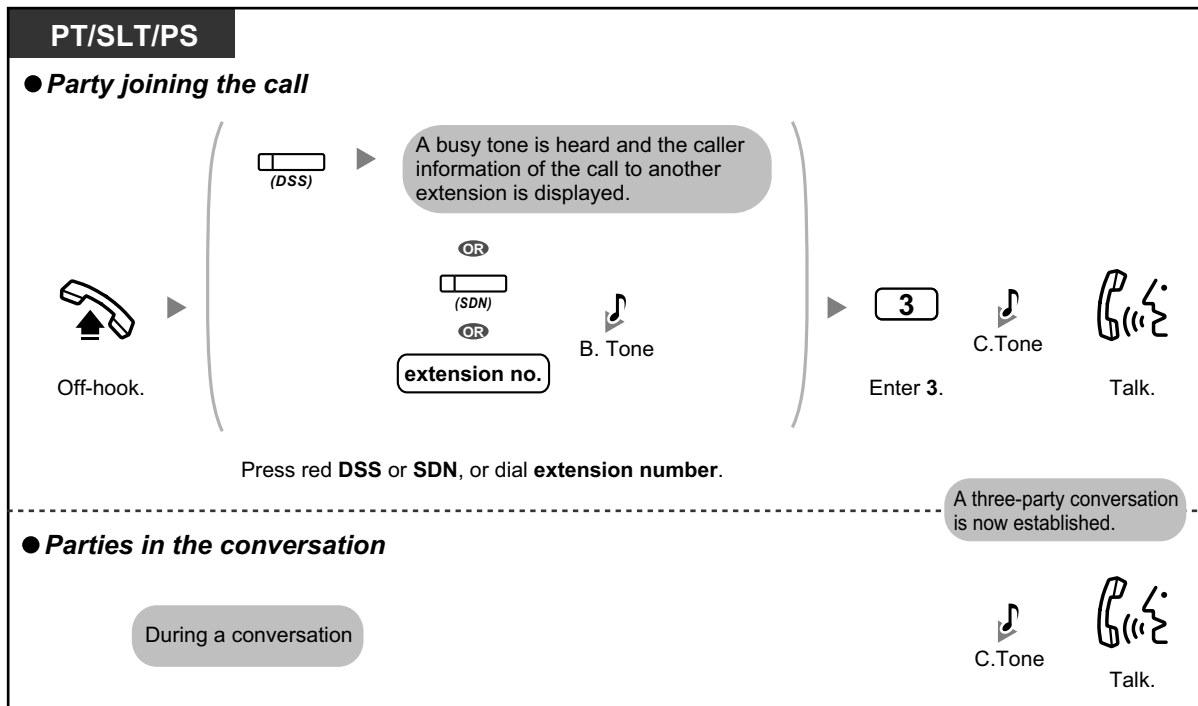 PT/SLT/PS
● Party joining the call
(DSS)
A busy tone is heard and the caller
information of the call to another
extension is displayed.
OR
(SDN)
OR
extension no.
B. Tone
3
C.Tone
Off-hook.
Enter 3.
Talk.
Press red DSS or SDN, or dial extension number.
A three-party conversation
is now established.
● Parties in the conversation
During a conversation
C.Tone
Talk.